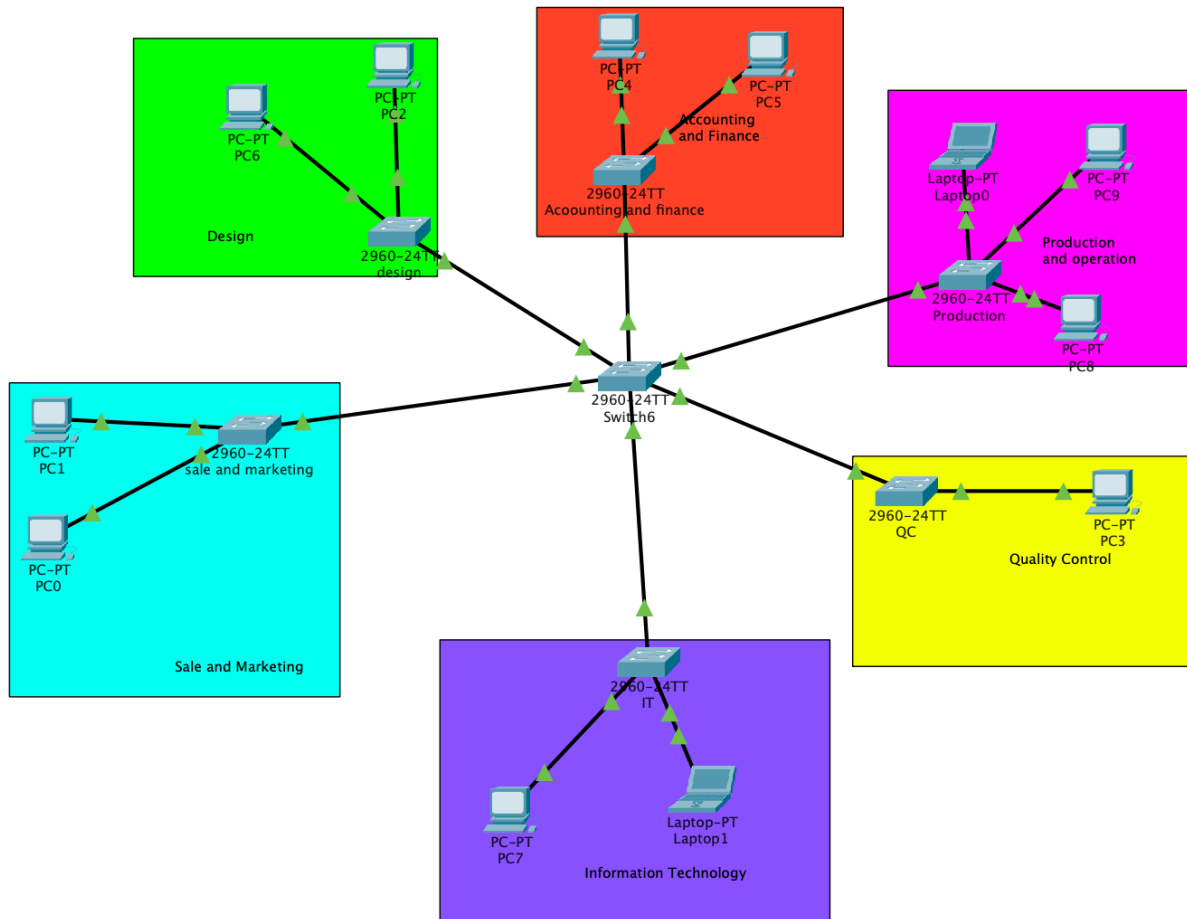 PC-PT
PC2
PC-PT
PC6
Design
2960-24TT
design
PC-PT
PC4
PC-PT
PC5
Accounting
and Finance
2960-24TT
Acoounting and finance
Laptop-PT
Laptop0
PC-PT
PC9
Production
and operation
2960-24TT
Production
PC-PT
PC8
2960-24TT
Switch6
PC-PT
PC1
2960-24TT
sale and marketing
PC-PT
PC0
Sale and Marketing
2960-24TT
QC
PC-PT
PC3
Quality Control
2960-24TT
IT
PC-PT
PC7
Laptop-PT
Laptop1
Information Technology